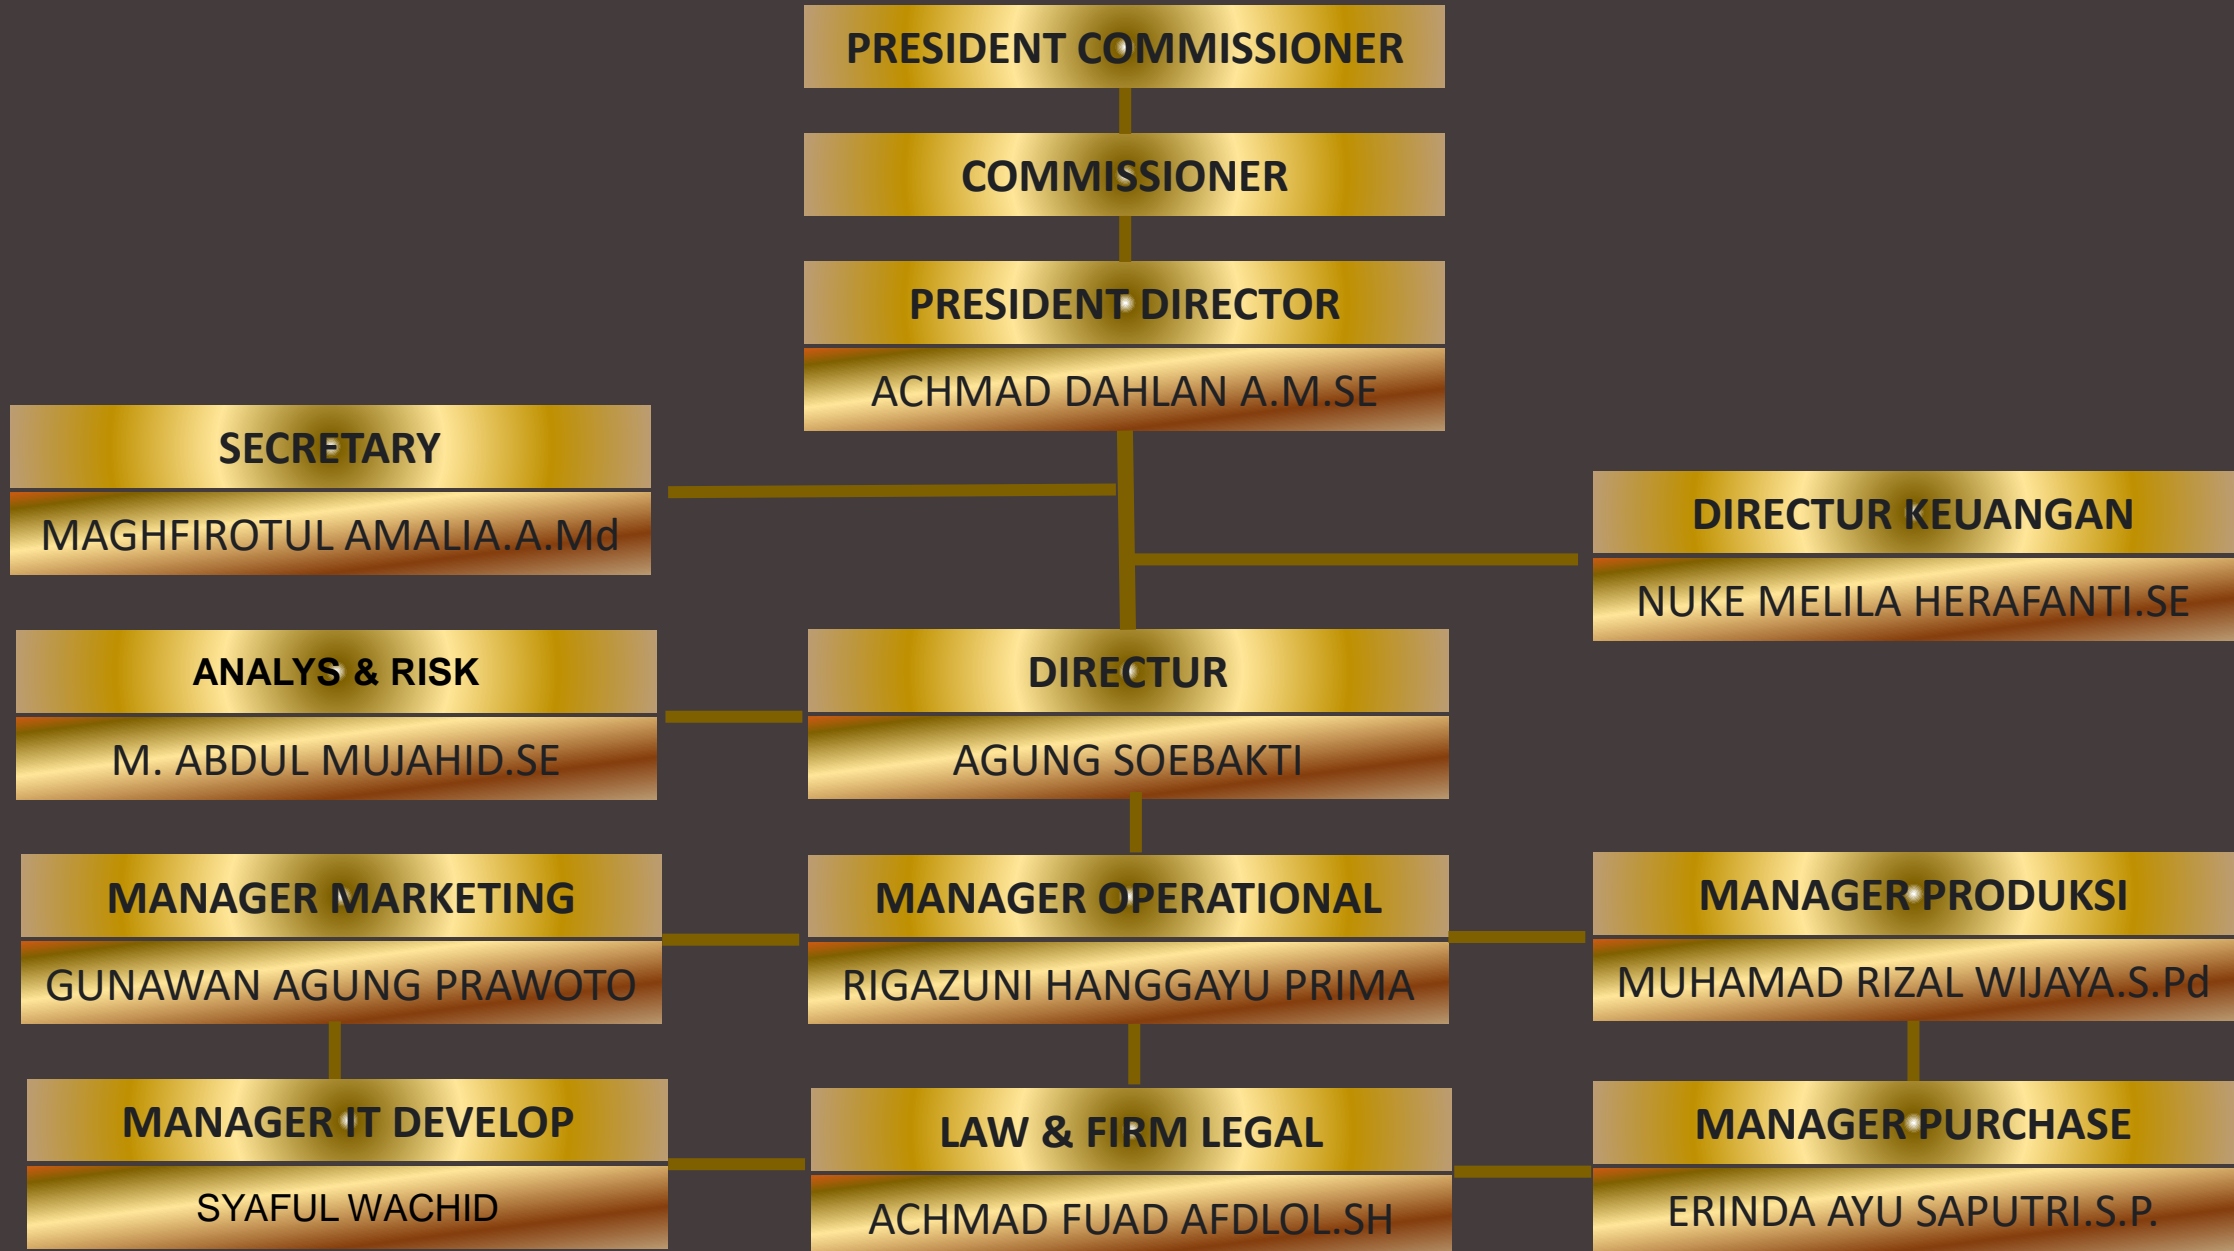 PRESIDENT COMMISSIONER
COMMISSIONER
PRESIDENT DIRECTOR
ACHMAD DAHLAN A.M.SE
SECRETARY
MAGHFIROTUL AMALIA.A.Md
DIRECTUR KEUANGAN
NUKE MELILA HERAFANTI.SE
ANALYS & RISK
M. ABDUL MUJAHID.SE
DIRECTUR
AGUNG SOEBAKTI
MANAGER MARKETING
GUNAWAN AGUNG PRAWOTO
MANAGER OPERATIONAL
RIGAZUNI HANGGAYU PRIMA
MANAGER PRODUKSI
MUHAMAD RIZAL WIJAYA.S.Pd
MANAGER IT DEVELOP
SYAFUL WACHID
LAW & FIRM LEGAL
ACHMAD FUAD AFDLOL.SH
MANAGER PURCHASE
ERINDA AYU SAPUTRI.S.P.